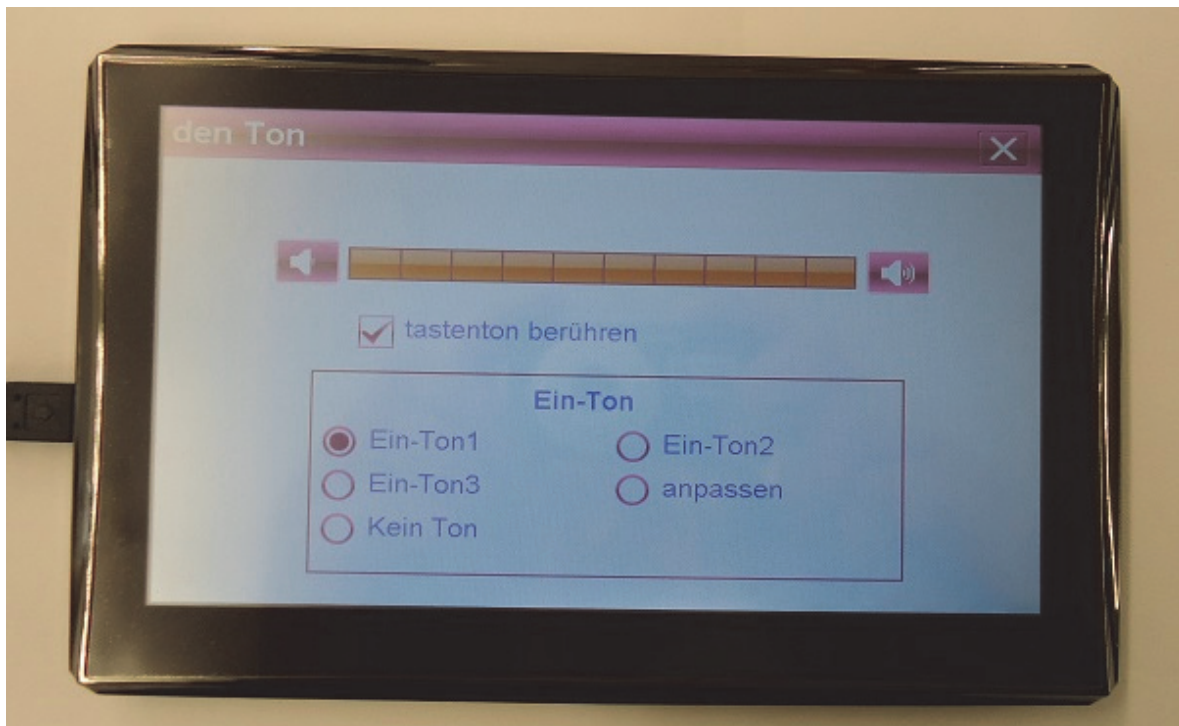 den Ton
tastenton berühren
Ein-Ton
Ein-Ton1 Ein-Ton2
Ein-Ton3 anpassen
Kein Ton